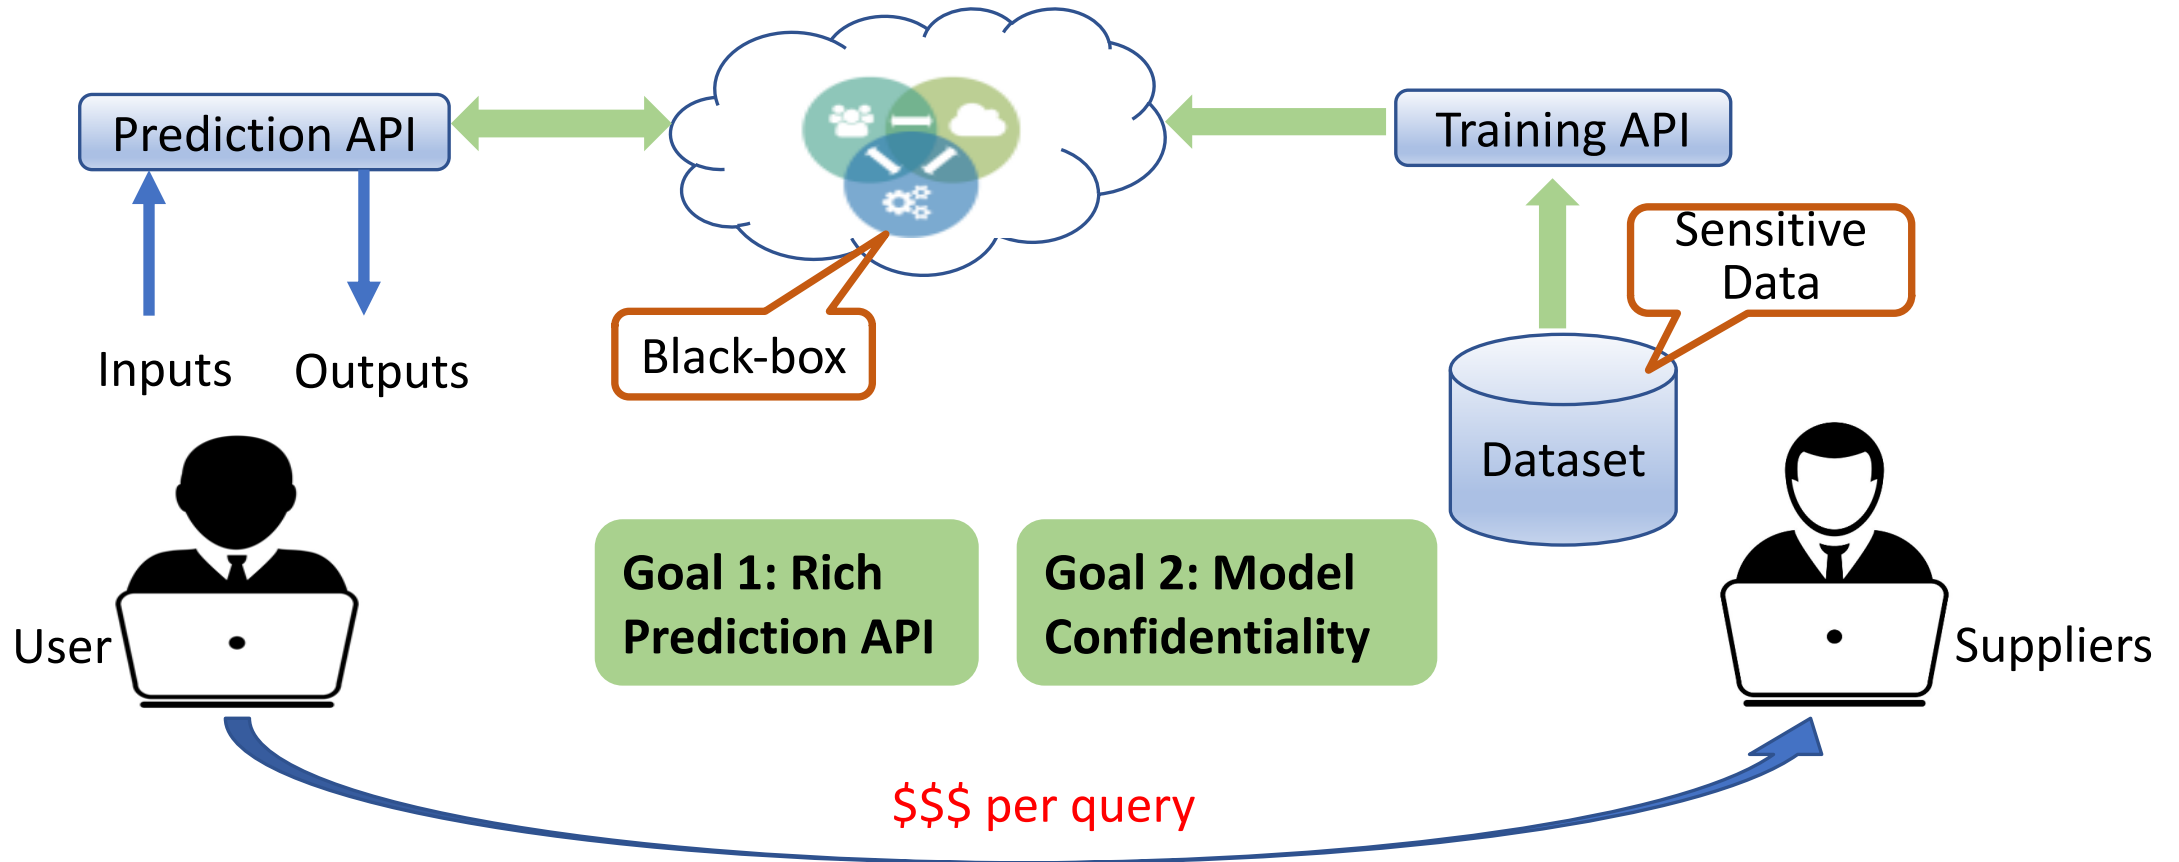 Prediction API
Training API
Sensitive
Data
Inputs
Outputs
Black-box
Dataset
Goal 1: Rich
Prediction API
Goal 2: Model
Confidentiality
User
Suppliers
$$$ per query